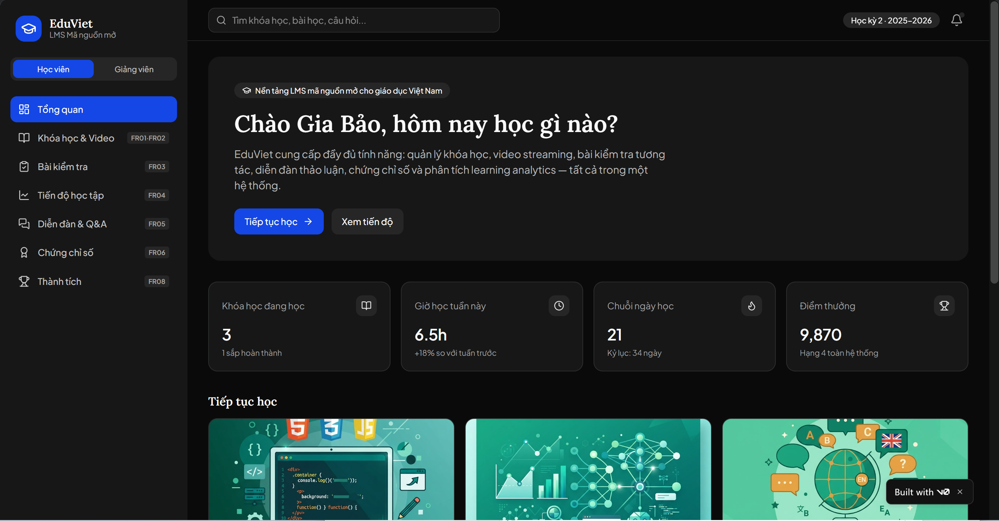 EduViet
LMS Mã nguồn mở
Học viên
Giảng viên
Tổng quan
Khóa học & Video
FR01·FR02
Bài kiểm tra
FR03
Tiến độ học tập
FR04
Diễn đàn & Q&A
FR05
Chứng chỉ số
FR06
Thành tích
FR08
Tìm khóa học, bài học, câu hỏi...
Học kỳ 2 · 2025–2026
Nền tảng LMS mã nguồn mở cho giáo dục Việt Nam
Chào Gia Bảo, hôm nay học gì nào?
EduViet cung cấp đầy đủ tính năng: quản lý khóa học, video streaming, bài kiểm tra tương
tác, diễn đàn thảo luận, chứng chỉ số và phân tích learning analytics — tất cả trong một
hệ thống.
Tiếp tục học
Xem tiến độ
Khóa học đang học
3
1 sắp hoàn thành
Giờ học tuần này
6.5h
+18% so với tuần trước
Chuỗi ngày học
21
Kỷ lục: 34 ngày
Điểm thưởng
9,870
Hạng 4 toàn hệ thống
Tiếp tục học
{ }
5
3
JS
{ }
</>
1 <div>
2 .container {
3 console.log()('
'));
4 }
5 <p>
6 background: '
';
7
8 function() } function() {
9 </pv>
10 </div>
A
B
C
?
EN
文B
EA
Built with v0